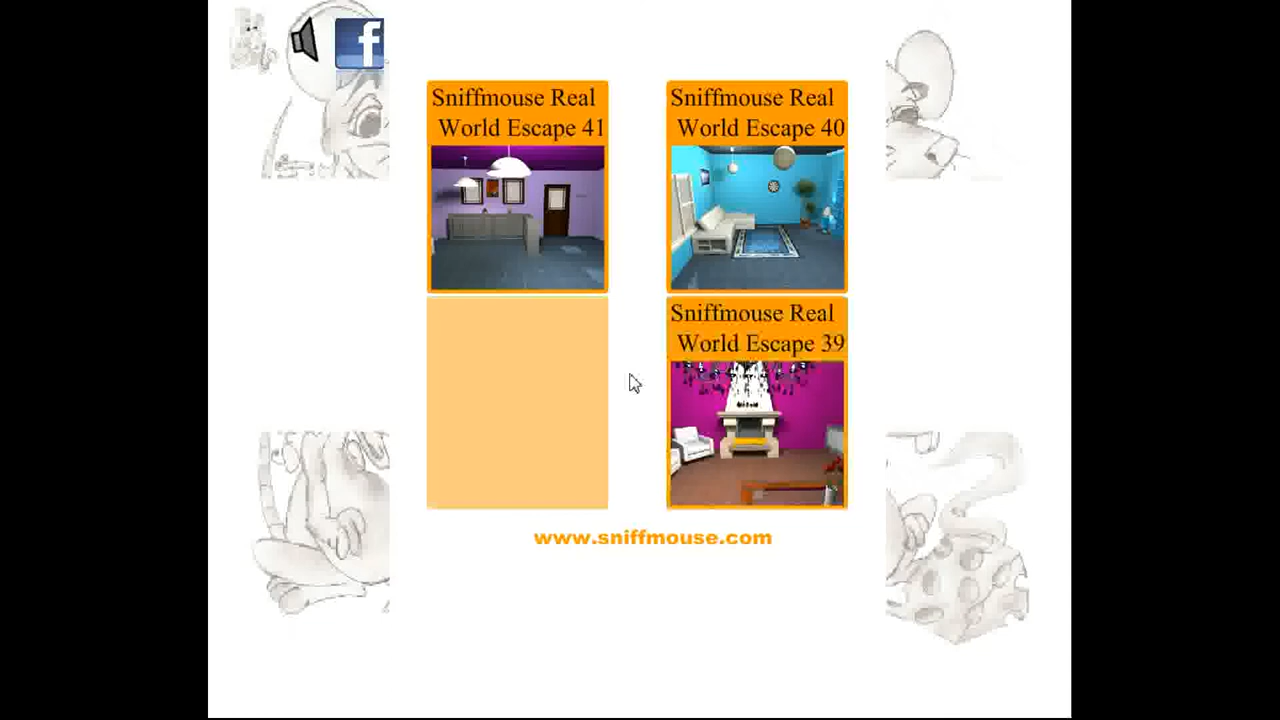 f
Sniffmouse Real
World Escape 41
Sniffmouse Real
World Escape 40
Sniffmouse Real
World Escape 39
www.sniffmouse.com